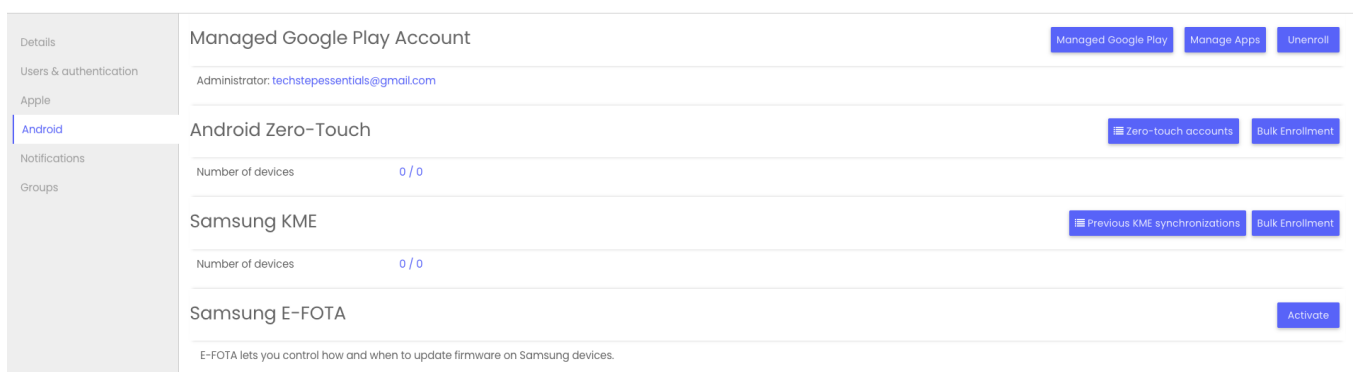 Details
Users & authentication
Apple
Android
Notifications
Groups
Managed Google Play Account
Managed Google Play
Manage Apps
Unenroll
Administrator: techstepessentials@gmail.com
Android Zero-Touch
Zero-touch accounts
Bulk Enrollment
Number of devices 0 / 0
Samsung KME
Previous KME synchronizations
Bulk Enrollment
Number of devices 0 / 0
Samsung E-FOTA
Activate
E-FOTA lets you control how and when to update firmware on Samsung devices.